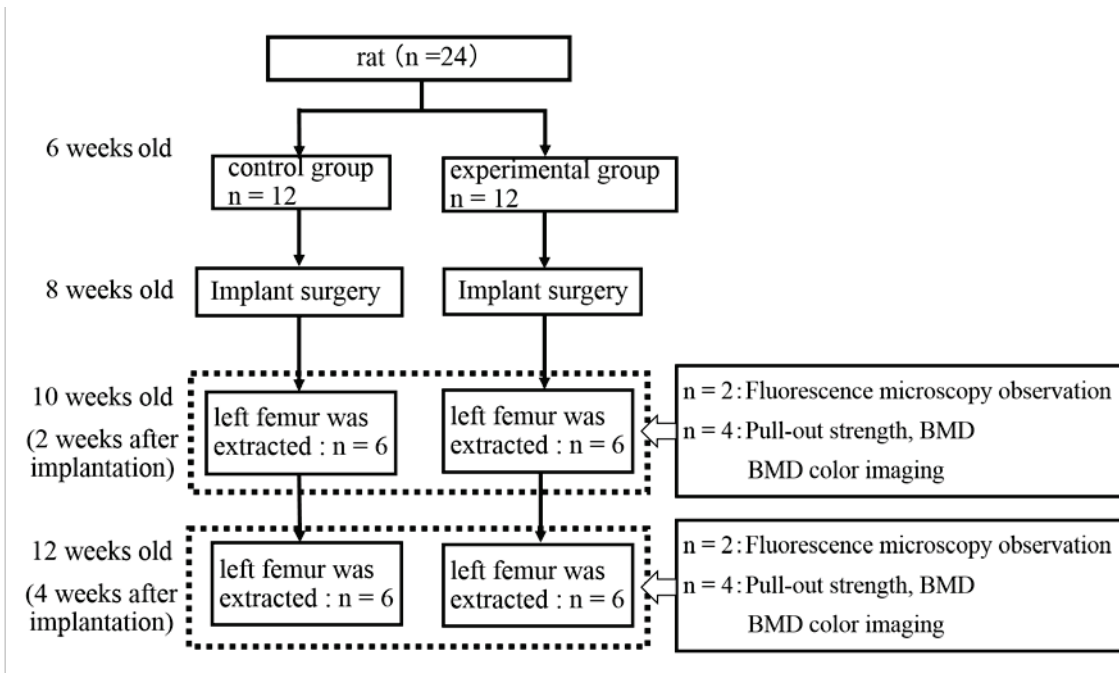 rat (n =24)
6 weeks old
control group
n = 12
experimental group
n = 12
8 weeks old
Implant surgery
Implant surgery
10 weeks old
(2 weeks after
implantation)
left femur was
extracted : n = 6
left femur was
extracted : n = 6
n = 2 : Fluorescence microscopy observation
n = 4 : Pull-out strength, BMD
BMD color imaging
12 weeks old
(4 weeks after
implantation)
left femur was
extracted : n = 6
left femur was
extracted : n = 6
n = 2 : Fluorescence microscopy observation
n = 4 : Pull-out strength, BMD
BMD color imaging